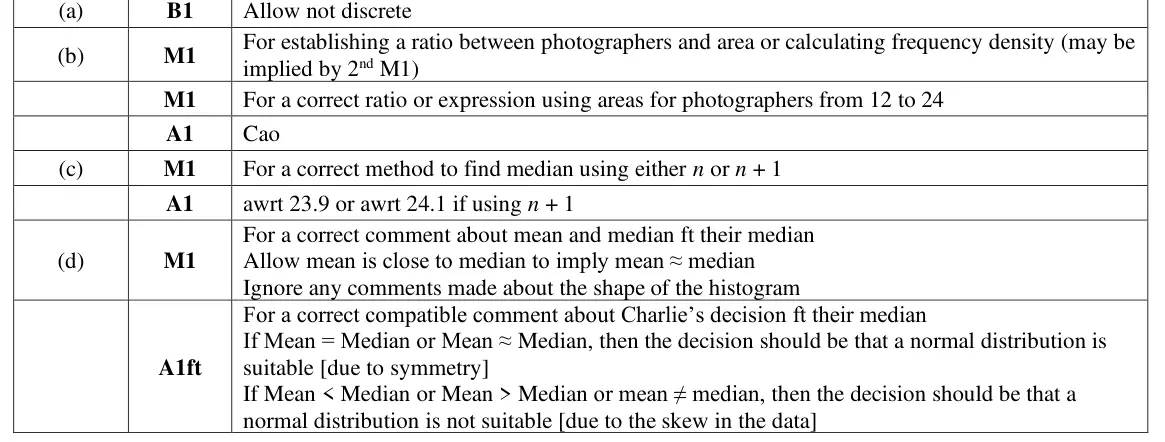 (a) B1 Allow not discrete
(b) M1 For establishing a ratio between photographers and area or calculating frequency density (may be
implied by 2nd M1)
M1 For a correct ratio or expression using areas for photographers from 12 to 24
A1 Cao
(c) M1 For a correct method to find median using either n or n + 1
A1 awrt 23.9 or awrt 24.1 if using n + 1
(d) M1 For a correct comment about mean and median ft their median
Allow mean is close to median to imply mean ≈ median
Ignore any comments made about the shape of the histogram
A1ft For a correct compatible comment about Charlie’s decision ft their median
If Mean = Median or Mean ≈ Median, then the decision should be that a normal distribution is
suitable [due to symmetry]
If Mean < Median or Mean > Median or mean ≠ median, then the decision should be that a
normal distribution is not suitable [due to the skew in the data]